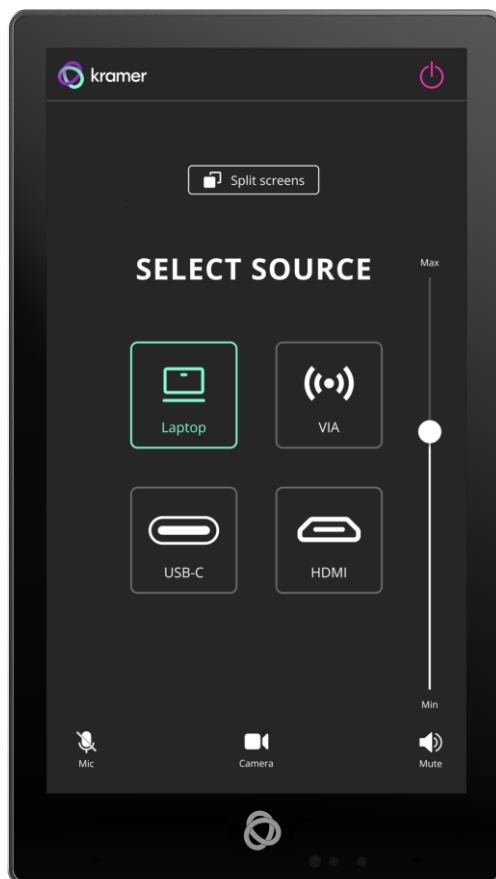 kramer
Split screens
SELECT SOURCE
Max
Laptop
VIA
USB-C
HDMI
Min
Mic
Camera
Mute